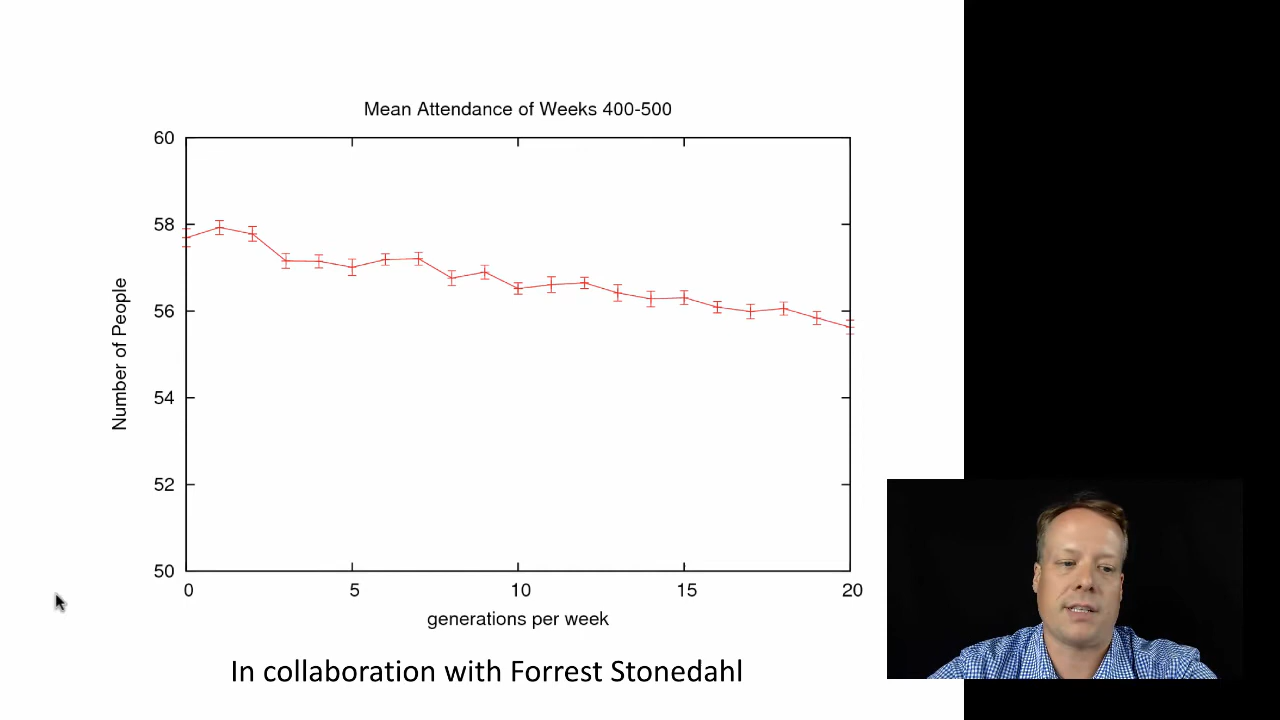 Mean Attendance of Weeks 400-500
60
58
56
54
52
50
Number of People
0 5 10 15 20
generations per week
In collaboration with Forrest Stonedahl